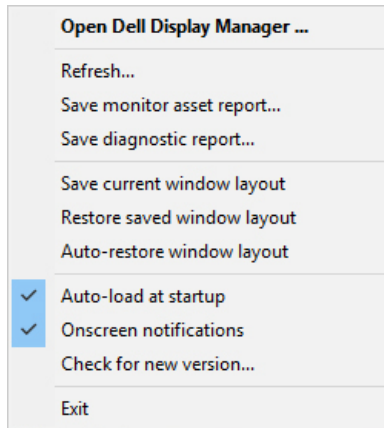 Open Dell Display Manager ...
Refresh...
Save monitor asset report...
Save diagnostic report...
Save current window layout
Restore saved window layout
Auto-restore window layout
Auto-load at startup
Onscreen notifications
Check for new version...
Exit